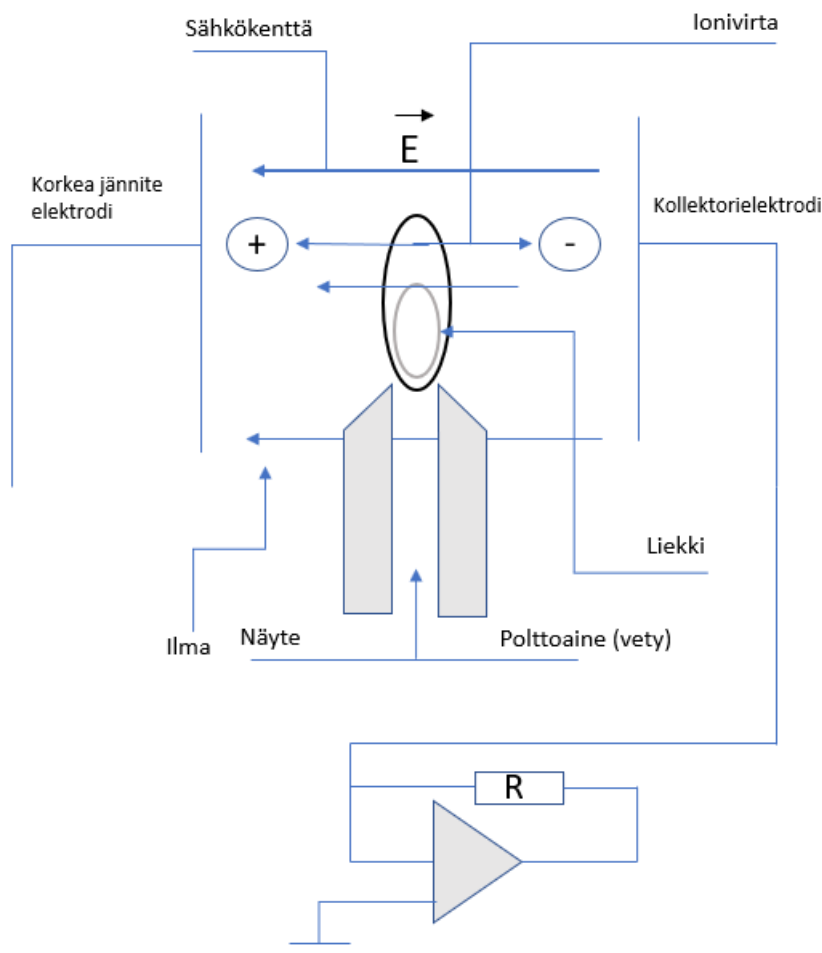 Sähkökenttä
Ionivirta
E
Korkea jännite
elektrodi
Kollektorielektrodi
+
-
Liekki
Ilma
Näyte
Polttoaine (vety)
R